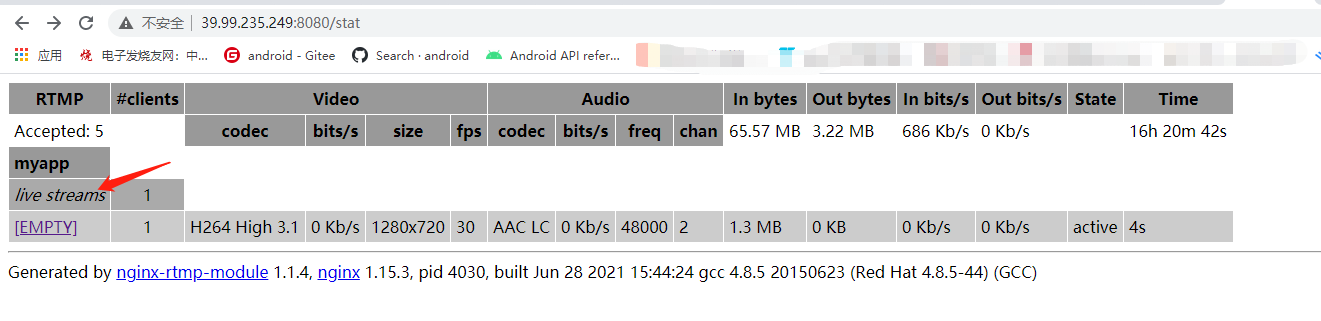 不安全 39.99.235.249:8080/stat
应用 电子发烧友网：中... android - Gitee Search · android Android API refer...
RTMP #clients Video Audio In bytes Out bytes In bits/s Out bits/s State Time
Accepted: 5 codec bits/s size fps codec bits/s freq chan 65.57 MB 3.22 MB 686 Kb/s 0 Kb/s 16h 20m 42s
myapp
live streams 1
[EMPTY] 1 H264 High 3.1 0 Kb/s 1280x720 30 AAC LC 0 Kb/s 48000 2 1.3 MB 0 KB 0 Kb/s 0 Kb/s active 4s
Generated by nginx-rtmp-module 1.1.4, nginx 1.15.3, pid 4030, built Jun 28 2021 15:44:24 gcc 4.8.5 20150623 (Red Hat 4.8.5-44) (GCC)